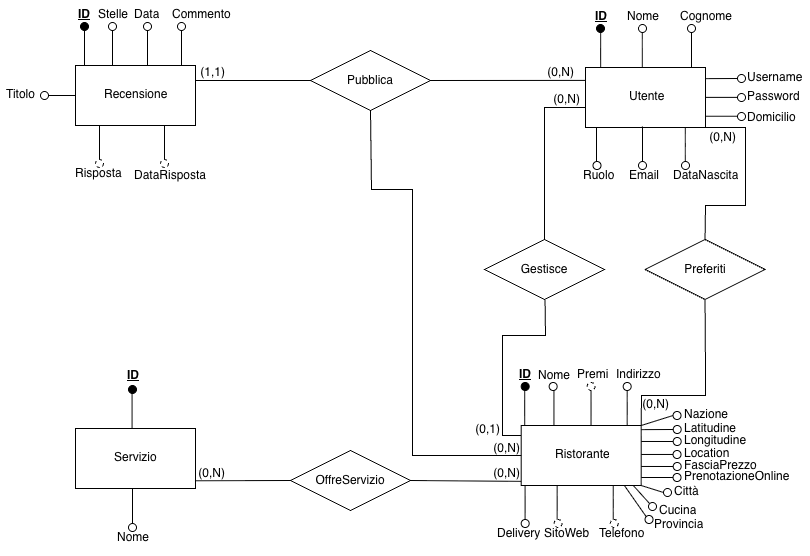 ID Stelle Data Commento
ID Nome Cognome
(1,1) Pubblica (0,N)
Titolo Recensione
Utente Username
Password
Domicilio
(0,N)
(0,N)
Risposta DataRisposta
Ruolo Email DataNascita
Gestisce Preferiti
ID
ID Nome Premi Indirizzo
(0,N)
Nazione
Latitudine
Longitudine
Location
FasciaPrezzo
PrenotazioneOnline
Città
Cucina
Provincia
(0,1)
(0,N)
(0,N)
Servizio (0,N) OffreServizio Ristorante
Nome
Delivery SitoWeb Telefono